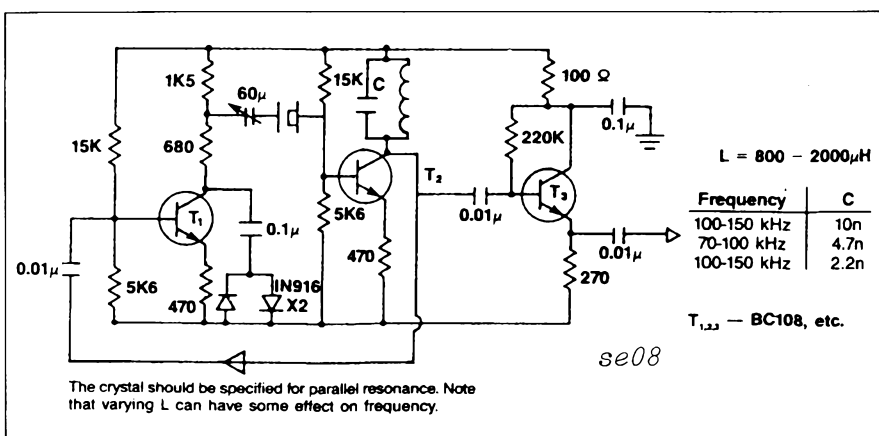 1K5
60µ
15K
C
100 Ω
0.1µ
15K
680
220K
L = 800 – 2000µH
T₂
T₁
T₃
Frequency C
100-150 kHz 10n
70-100 kHz 4.7n
100-150 kHz 2.2n
0.1µ
5K6
0.01µ
0.01µ
0.01µ
470
5K6
470
IN916
X2
270
T₁,₂,₃ — BC108, etc.
se08
The crystal should be specified for parallel resonance. Note
that varying L can have some effect on frequency.